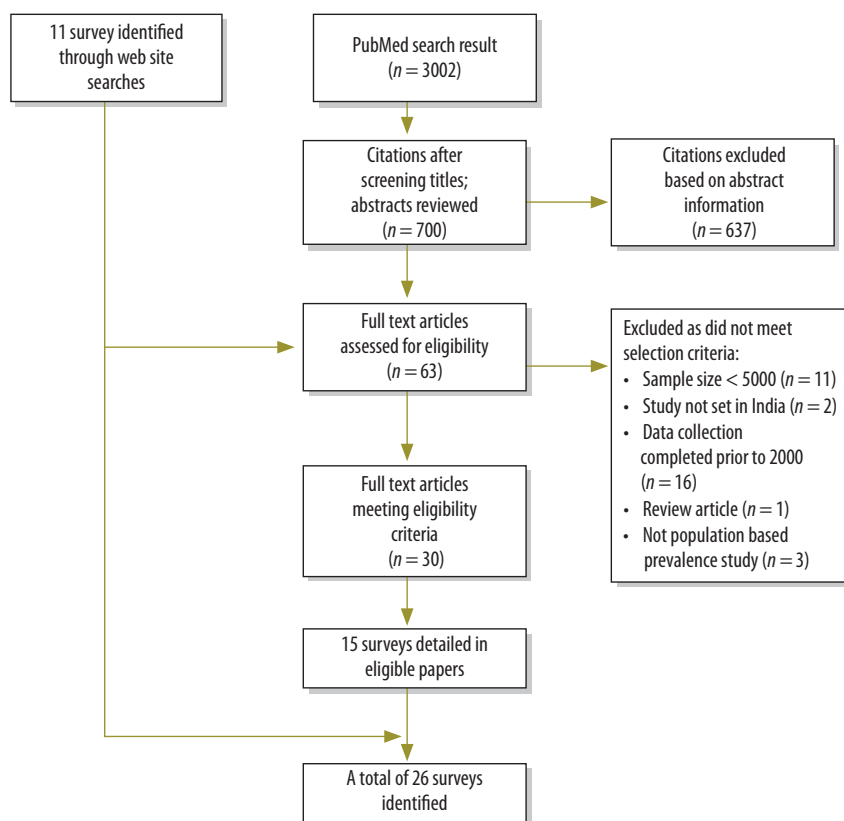 11 survey identified
through web site
searches
PubMed search result
(n = 3002)
Citations after
screening titles;
abstracts reviewed
(n = 700)
Citations excluded
based on abstract
information
(n = 637)
Full text articles
assessed for eligibility
(n = 63)
Excluded as did not meet
selection criteria:
• Sample size < 5000 (n = 11)
• Study not set in India (n = 2)
• Data collection
completed prior to 2000
(n = 16)
• Review article (n = 1)
• Not population based
prevalence study (n = 3)
Full text articles
meeting eligibility
criteria
(n = 30)
15 surveys detailed in
eligible papers
A total of 26 surveys
identified